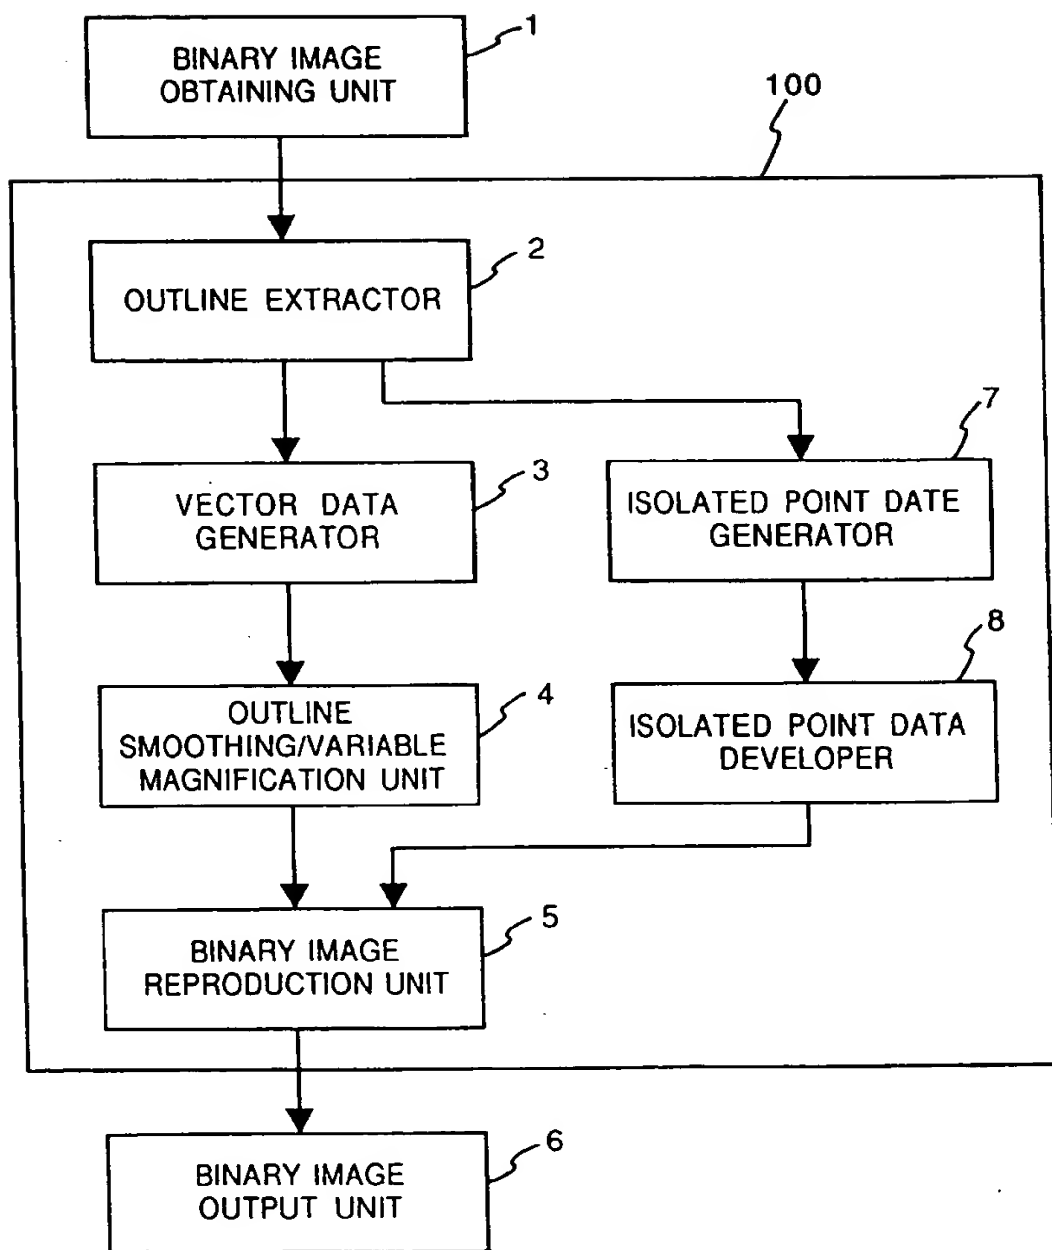 1
BINARY IMAGE
OBTAINING UNIT
100
2
OUTLINE EXTRACTOR
7
3
VECTOR DATA
GENERATOR
ISOLATED POINT DATE
GENERATOR
8
4
OUTLINE
SMOOTHING/VARIABLE
MAGNIFICATION UNIT
ISOLATED POINT DATA
DEVELOPER
5
BINARY IMAGE
REPRODUCTION UNIT
6
BINARY IMAGE
OUTPUT UNIT